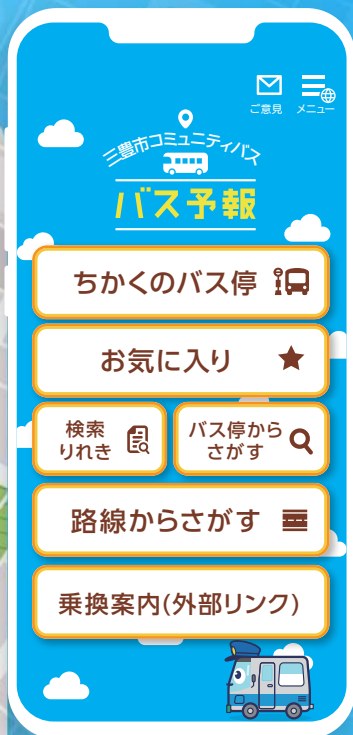 ご意見 メニュー
三豊市コミュニティバス
バス予報
ちかくのバス停
お気に入り
検索
りれき
バス停から
さがす
路線からさがす
乗換案内(外部リンク)